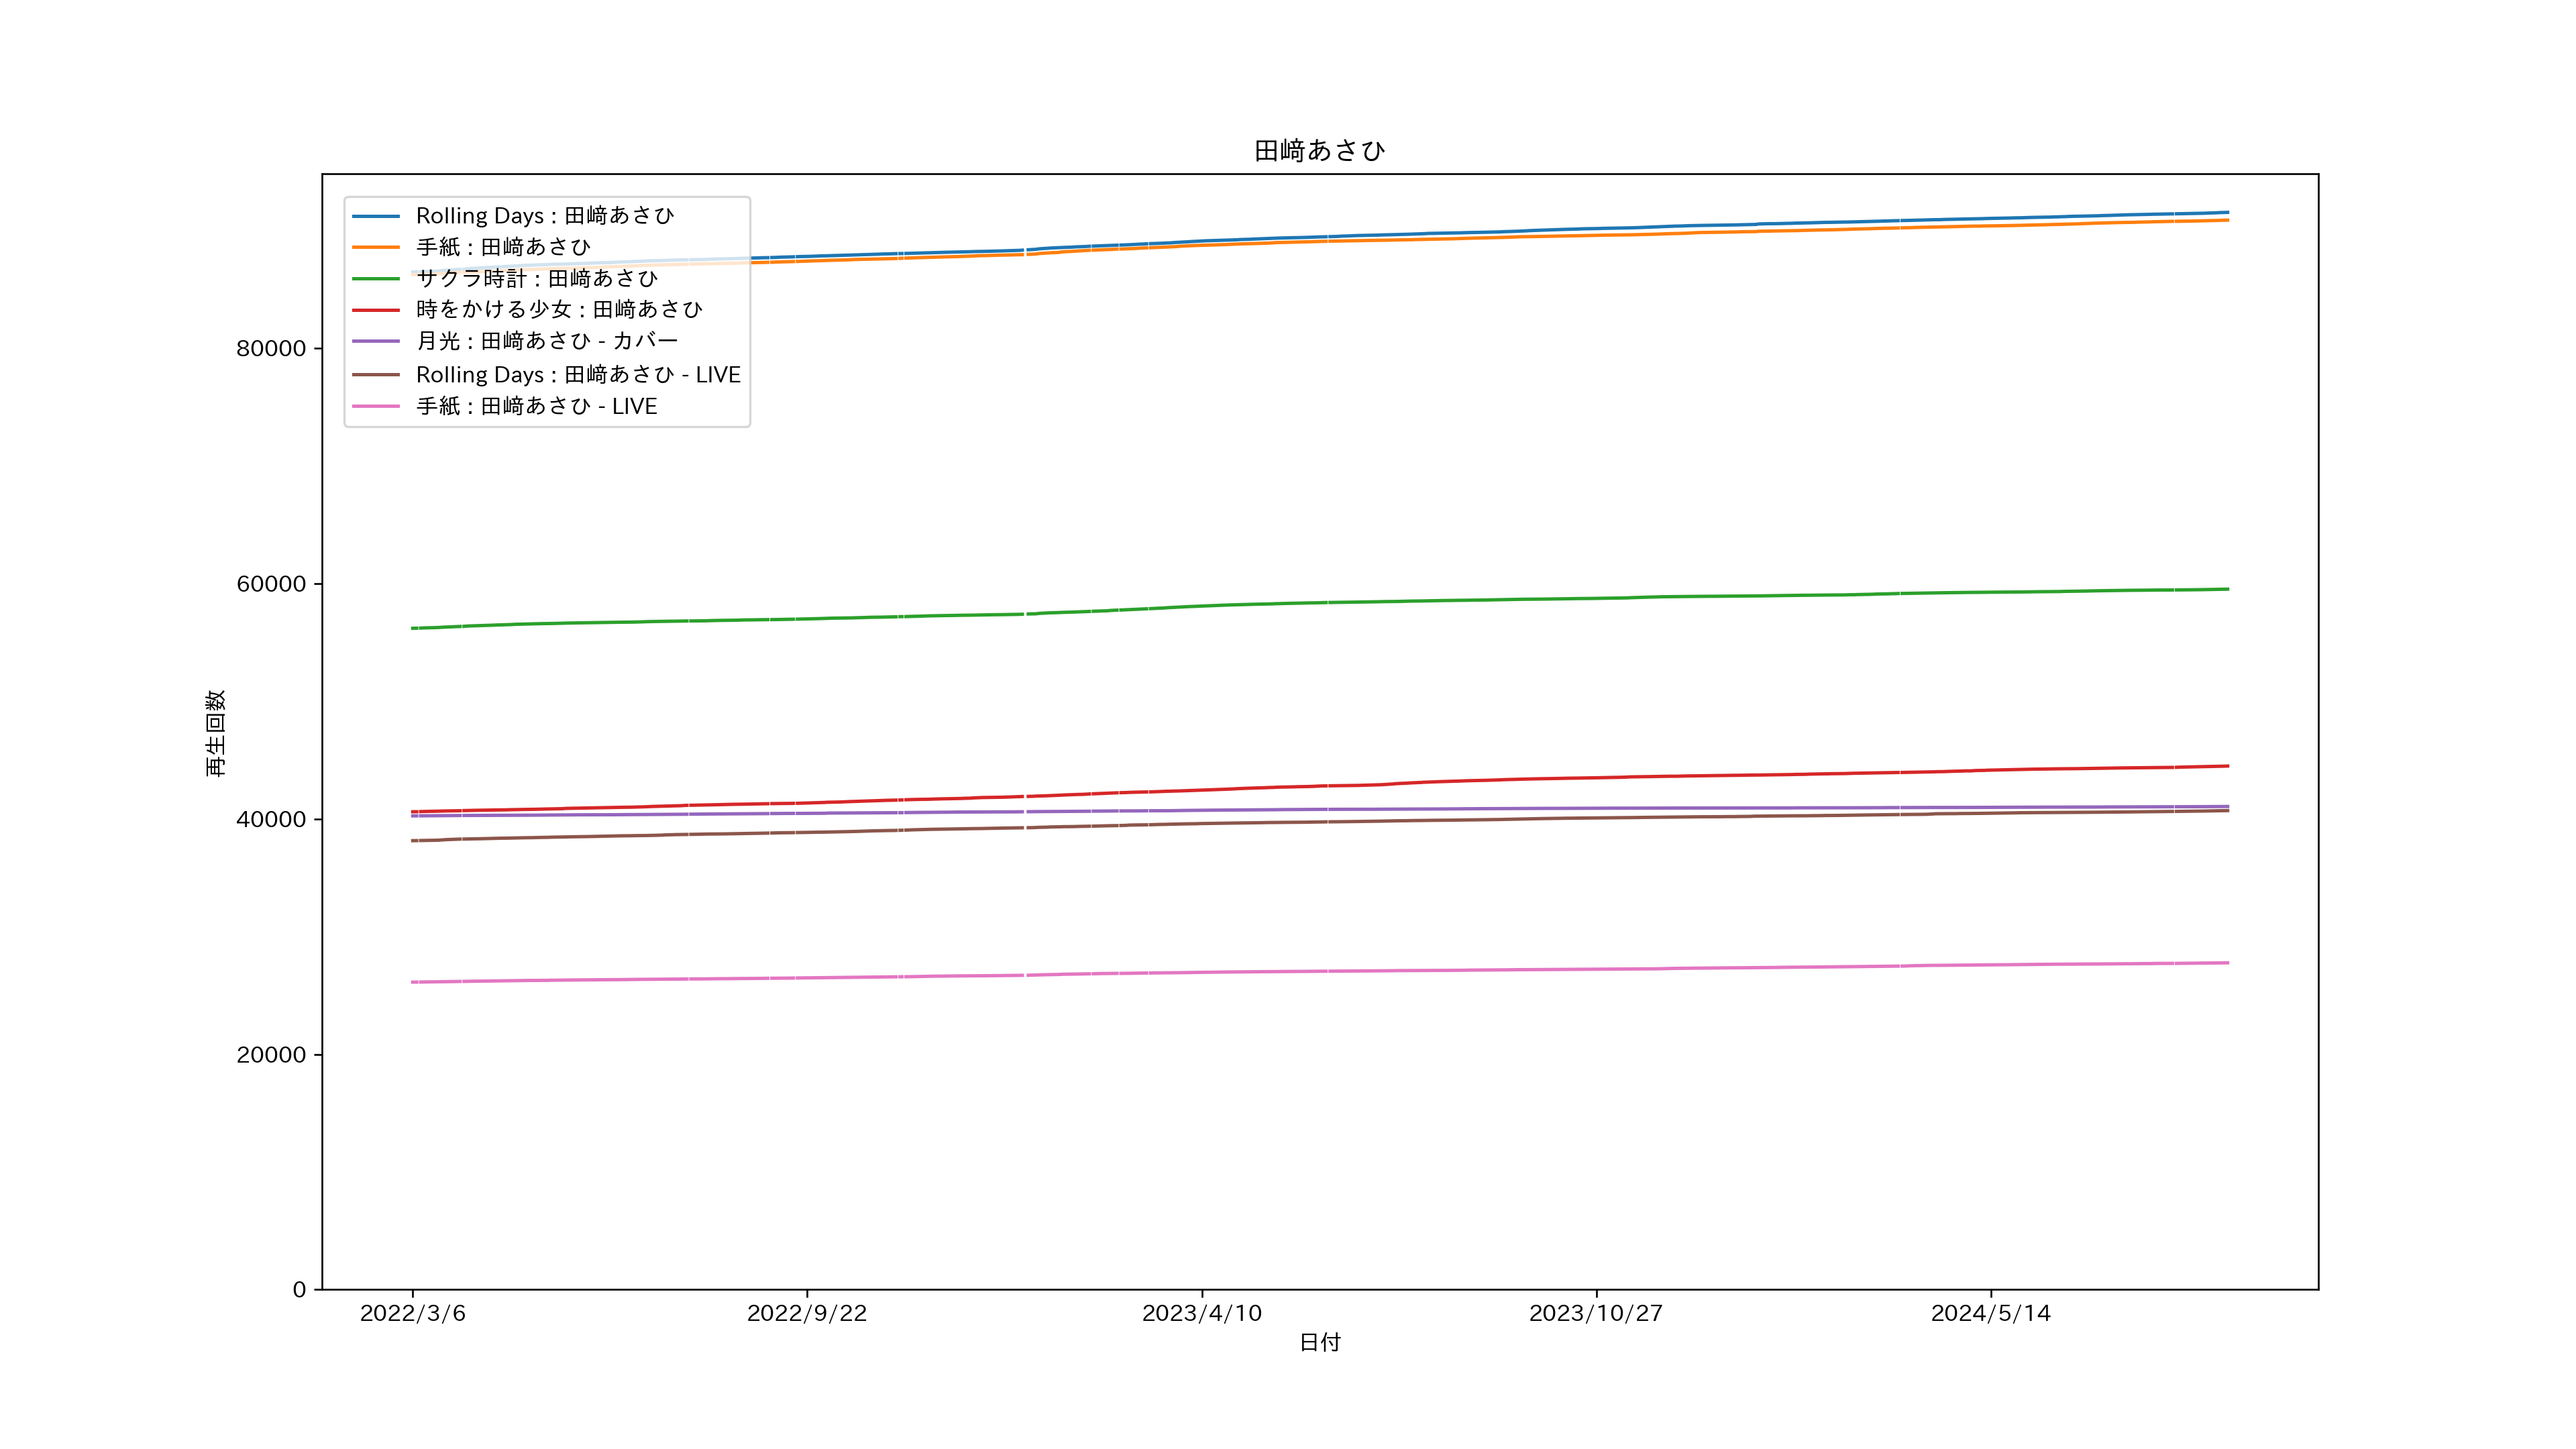 田﨑あさひ
Rolling Days : 田﨑あさひ
手紙 : 田﨑あさひ
サクラ時計 : 田﨑あさひ
時をかける少女 : 田﨑あさひ
月光 : 田﨑あさひ - カバー
Rolling Days : 田﨑あさひ - LIVE
手紙 : 田﨑あさひ - LIVE
再生回数
80000
60000
40000
20000
0
2022/3/6
2022/9/22
2023/4/10
2023/10/27
2024/5/14
日付